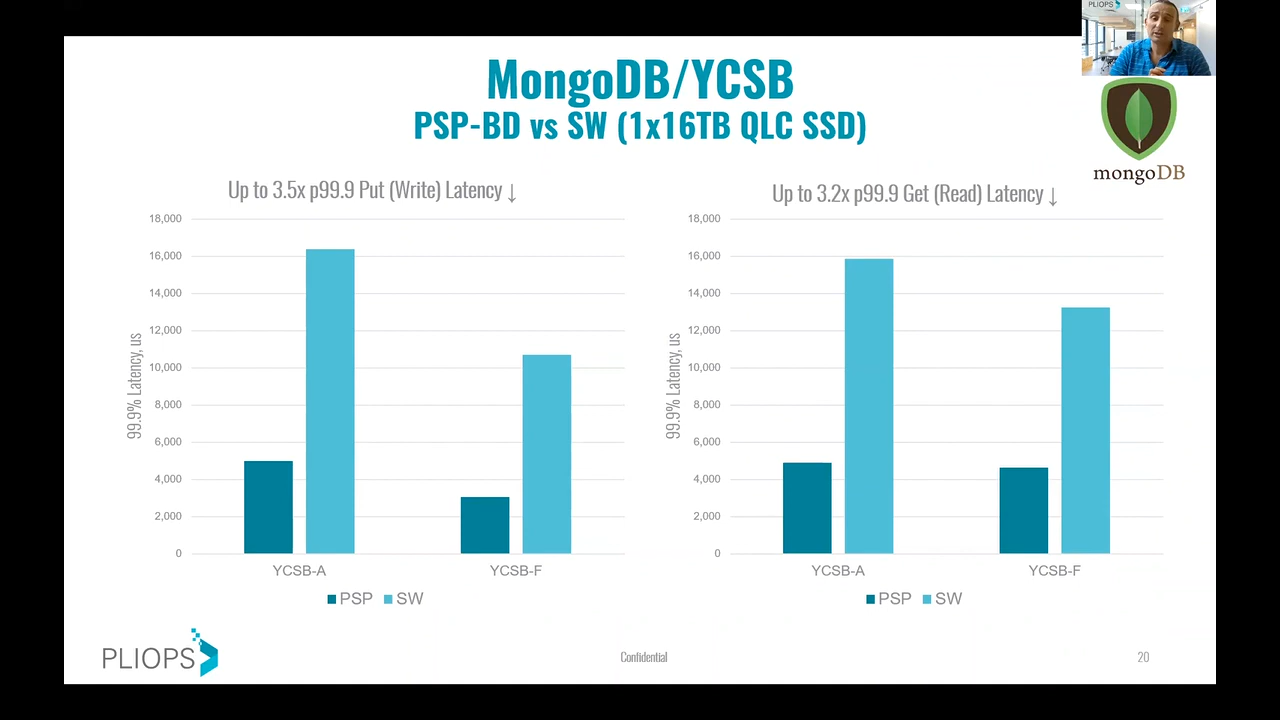 PLIOPS
MongoDB/YCSB
PSP-BD vs SW (1x16TB QLC SSD)
mongoDB
Up to 3.5x p99.9 Put (Write) Latency ↓
18,000
16,000
14,000
12,000
10,000
8,000
6,000
4,000
2,000
0
99.9% Latency, us
YCSB-A
YCSB-F
PSP
SW
Up to 3.2x p99.9 Get (Read) Latency ↓
18,000
16,000
14,000
12,000
10,000
8,000
6,000
4,000
2,000
0
99.9% Latency, us
YCSB-A
YCSB-F
PSP
SW
PLIOPS
Confidential
20